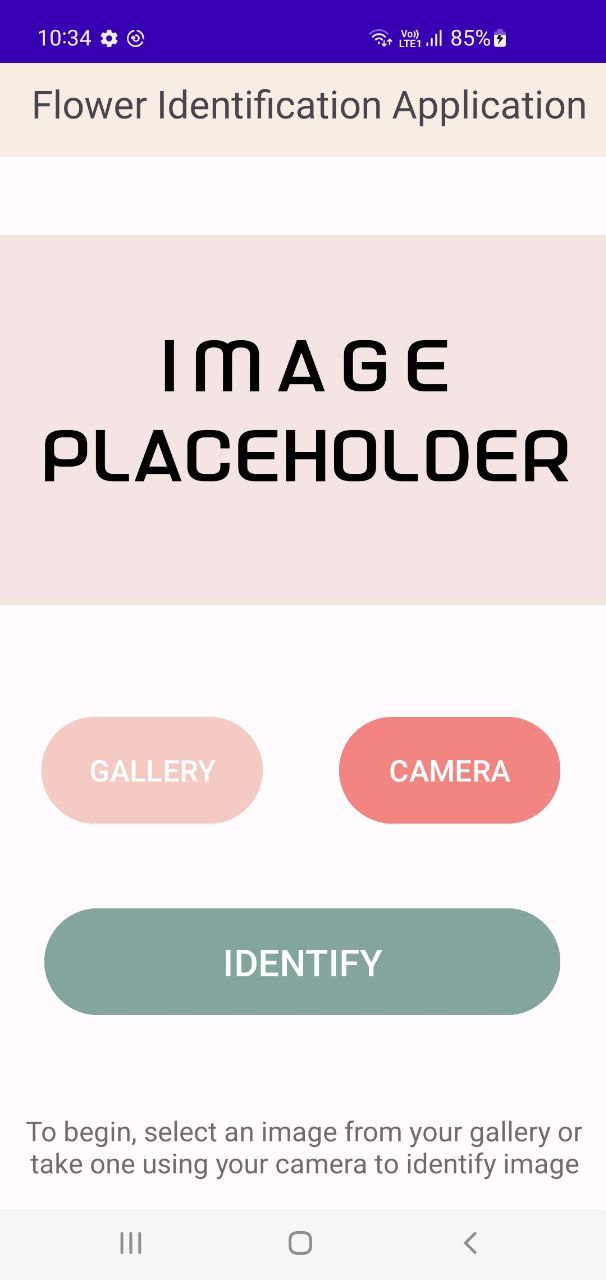 10:34 Vo)) LTE1 85%
Flower Identification Application
IMAGE
PLACEHOLDER
GALLERY CAMERA
IDENTIFY
To begin, select an image from your gallery or
take one using your camera to identify image